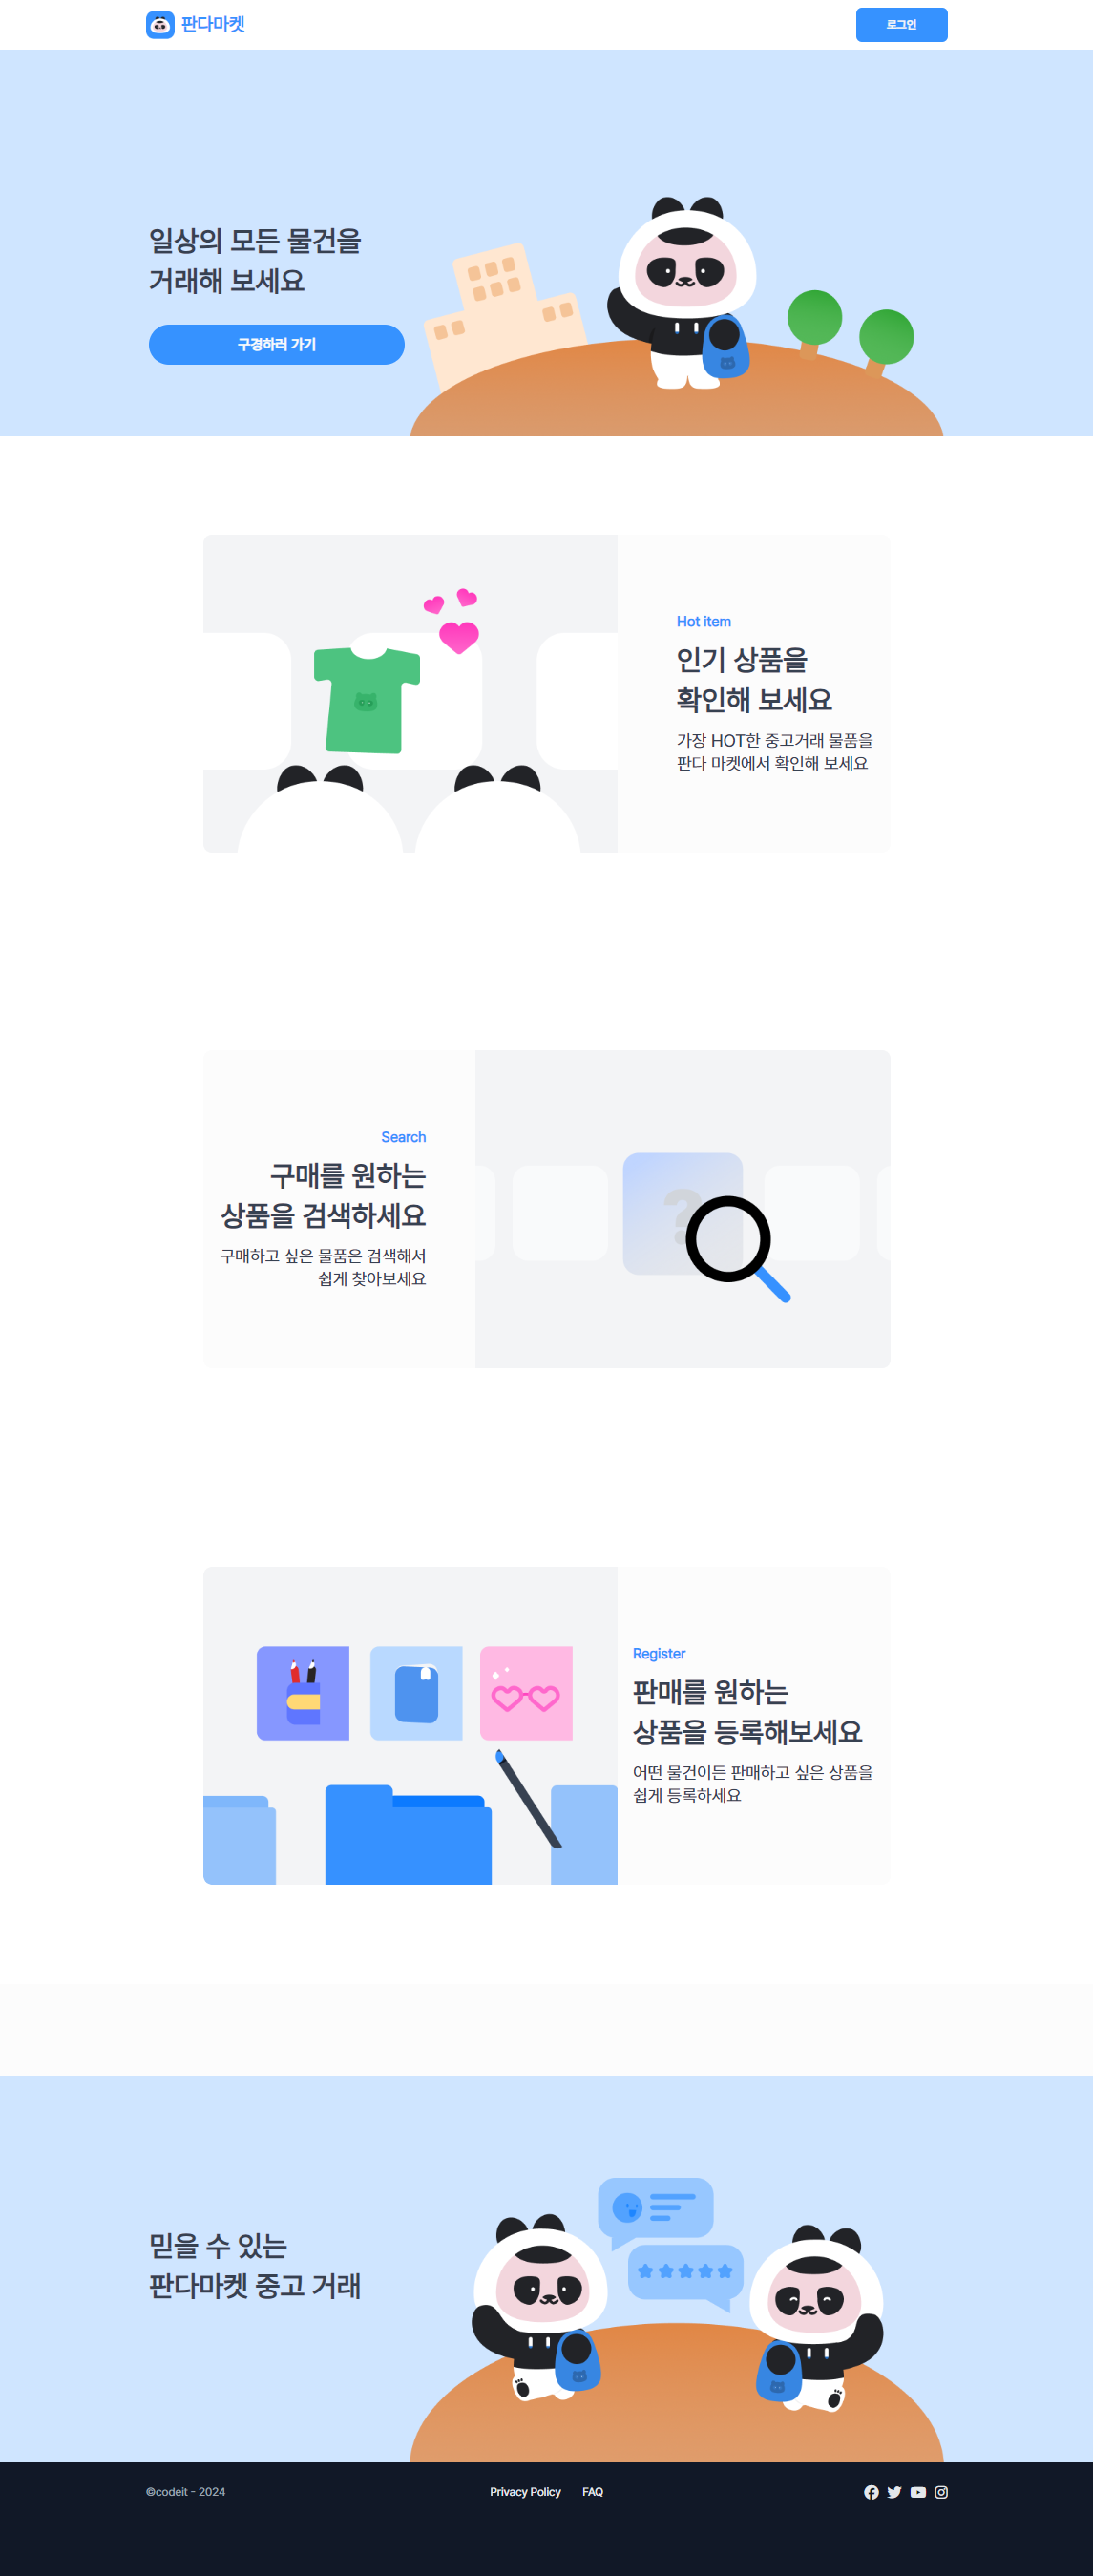 판다마켓
로그인
일상의 모든 물건을
거래해 보세요
구경하러 가기
Hot item
인기 상품을
확인해 보세요
가장 HOT한 중고거래 물품을
판다 마켓에서 확인해 보세요
Search
구매를 원하는
상품을 검색하세요
구매하고 싶은 물품은 검색해서
쉽게 찾아보세요
?
Register
판매를 원하는
상품을 등록해보세요
어떤 물건이든 판매하고 싶은 상품을
쉽게 등록하세요
믿을 수 있는
판다마켓 중고 거래
©codeit - 2024
Privacy Policy
FAQ